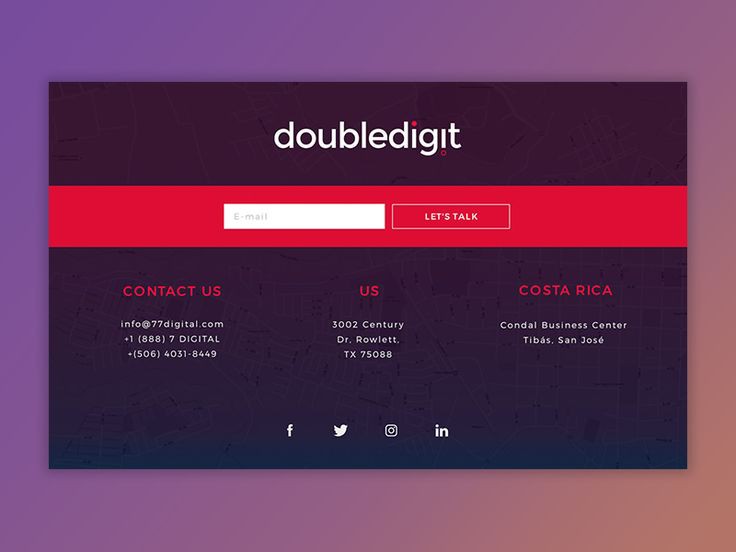 doubledigit
E-mail
LET'S TALK
CONTACT US
info@77digital.com
+1 (888) 7 DIGITAL
+(506) 4031-8449
US
3002 Century
Dr, Rowlett,
TX 75088
COSTA RICA
Condal Business Center
Tibás, San José